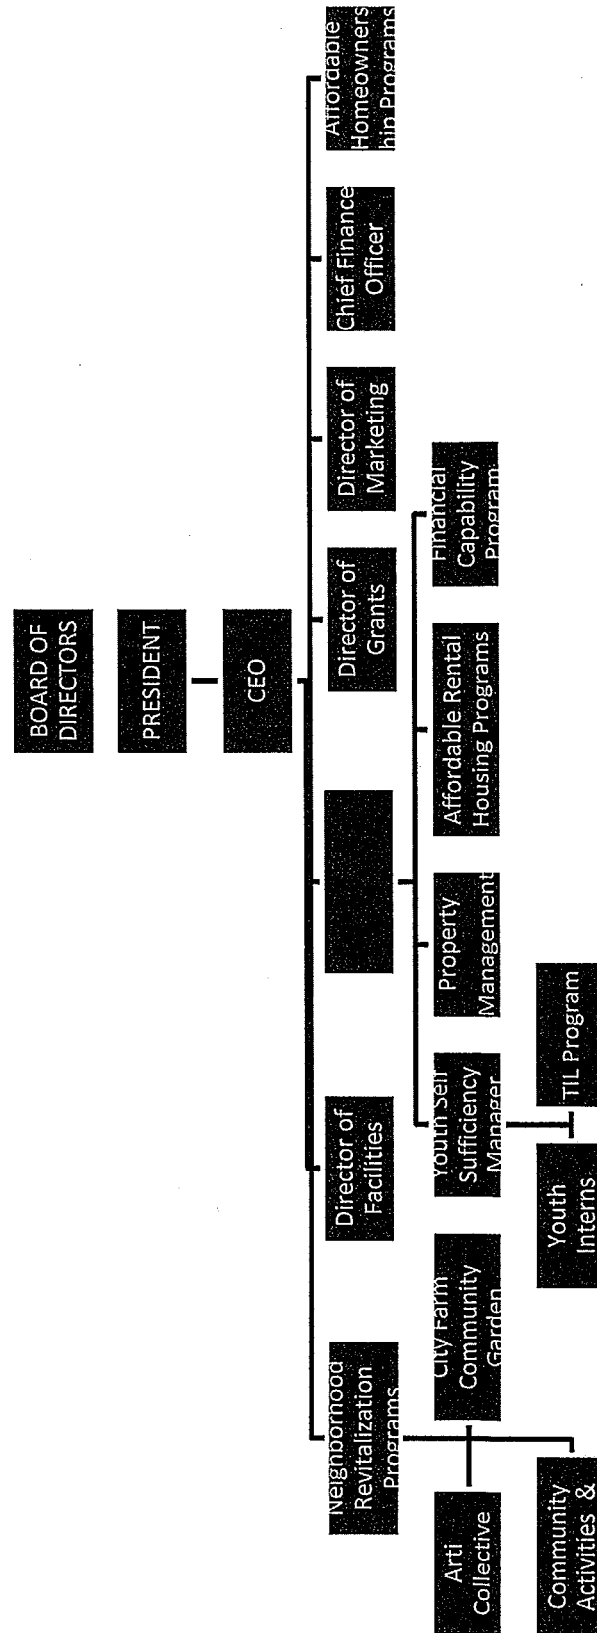 BOARD OF
DIRECTORS
PRESIDENT
CEO
Neighborhood
Revitalization
Programs
Director of
Facilities
Director of
Grants
Director of
Marketing
Chief Finance
Officer
Affordable
Homeowners
hip Programs
Arti
Collective
City Farm
Community
Garden
Youth Self
Sufficiency
Manager
Property
Management
Affordable Rental
Housing Programs
Financial
Capability
Program
Community
Activities &
Youth
Interns
TIL Program